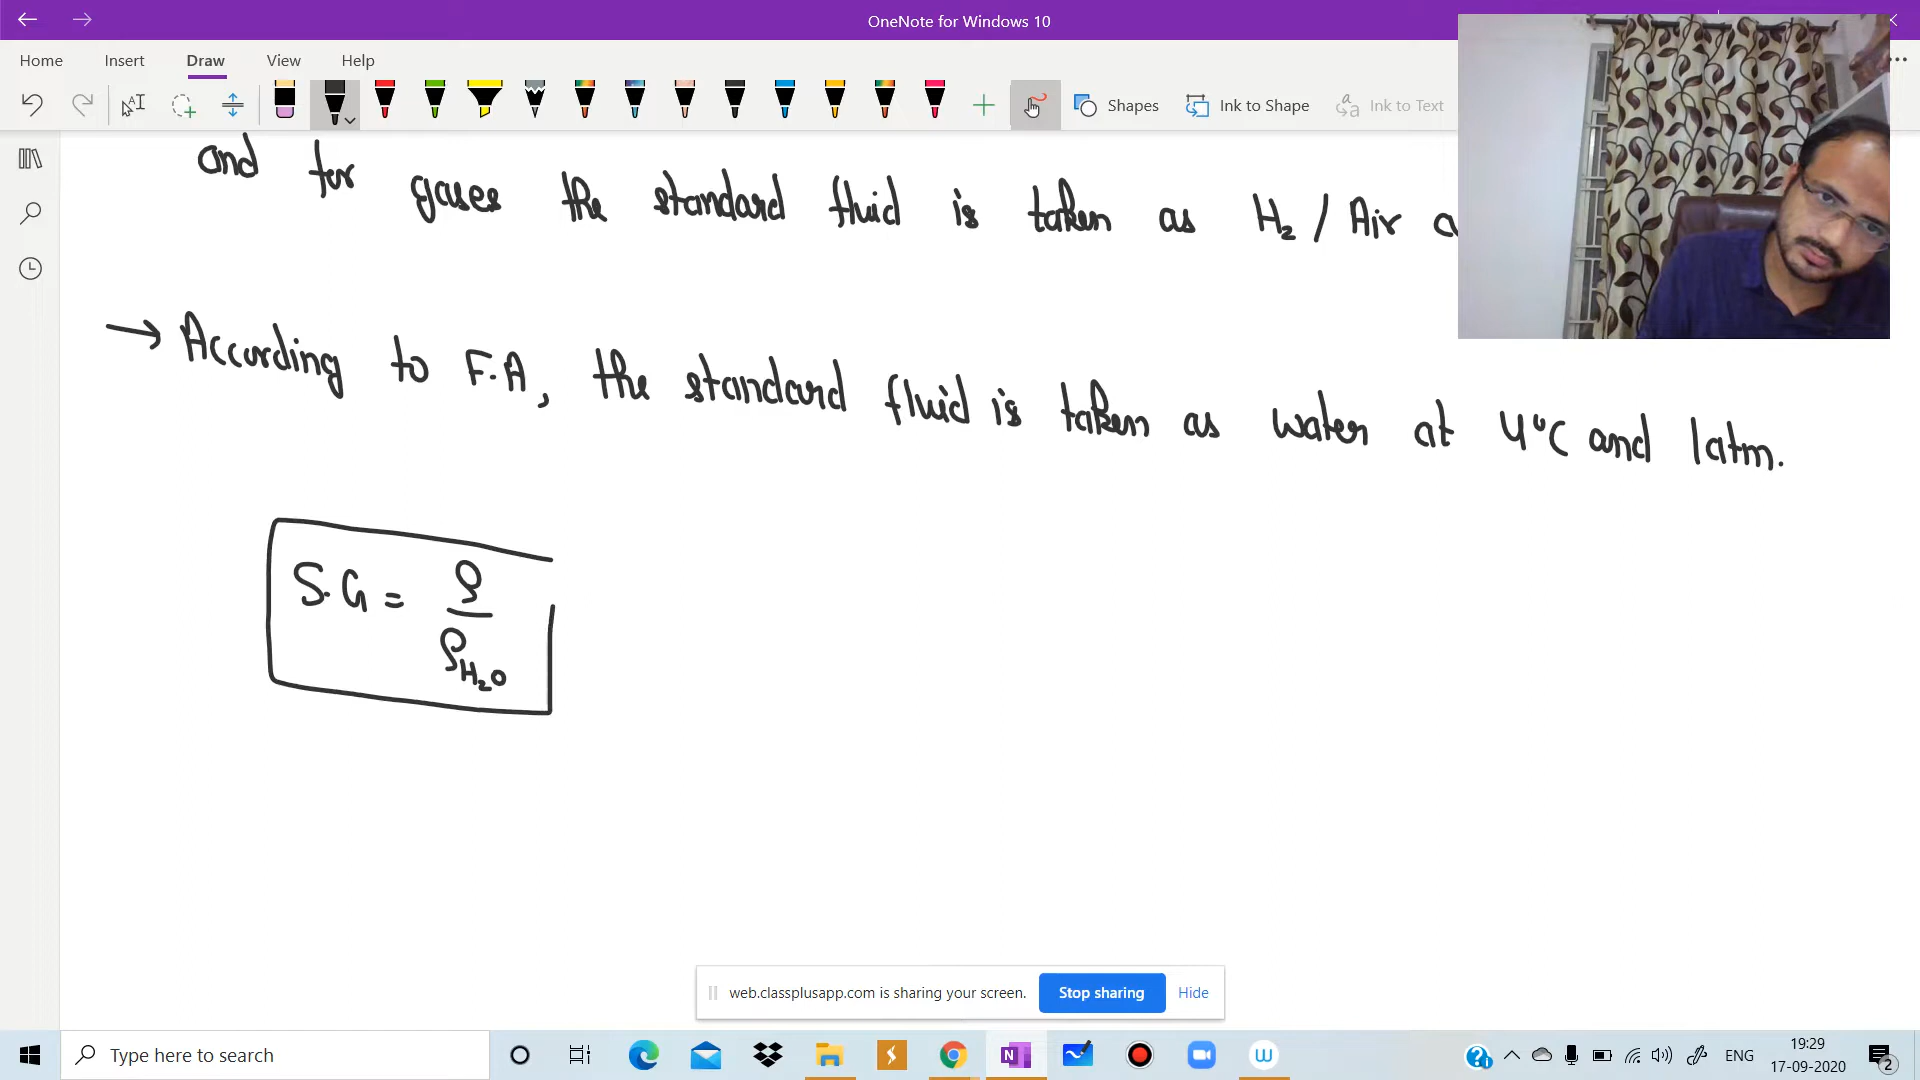 OneNote for Windows 10
Home Insert Draw View Help
Shapes Ink to Shape Ink to Text
and for gases the standard fluid is taken as H₂ / Air
→ According to F.A, the standard fluid is taken as water at 4°C and 1atm.
S.G = ρ / ρH₂O
web.classplusapp.com is sharing your screen. Stop sharing Hide
Type here to search
ENG
19:29
17-09-2020
2